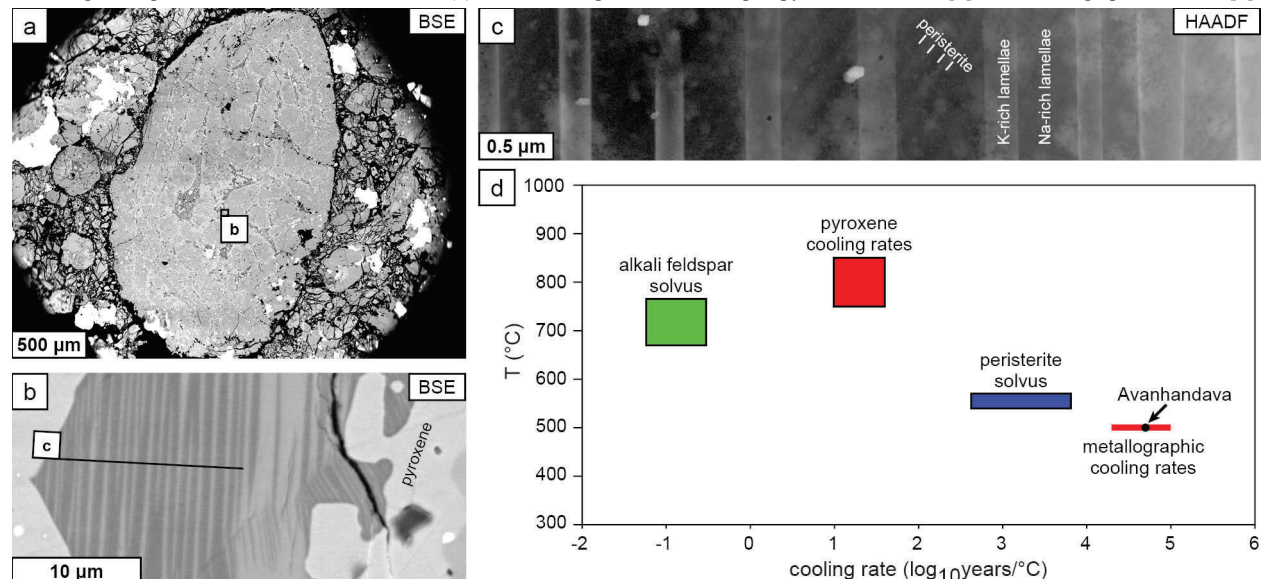 a
BSE
b
500 µm
b
BSE
c
pyroxene
10 µm
c
HAADF
peristerite
K-rich lamellae
Na-rich lamellae
0.5 µm
d
1000
900
800
700
600
500
400
300
T (°C)
alkali feldspar
solvus
pyroxene
cooling rates
peristerite
solvus
Avanhandava
metallographic
cooling rates
-2
-1
0
1
2
3
4
5
6
cooling rate (log10years/°C)